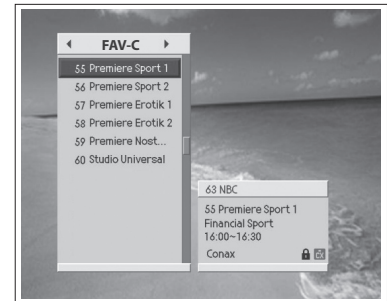 FAV-C
55 Premiere Sport 1
56 Premiere Sport 2
57 Premiere Erotik 1
58 Premiere Erotik 2
59 Premiere Nost...
60 Studio Universal
63 NBC
55 Premiere Sport 1
Financial Sport
16:00~16:30
Conax